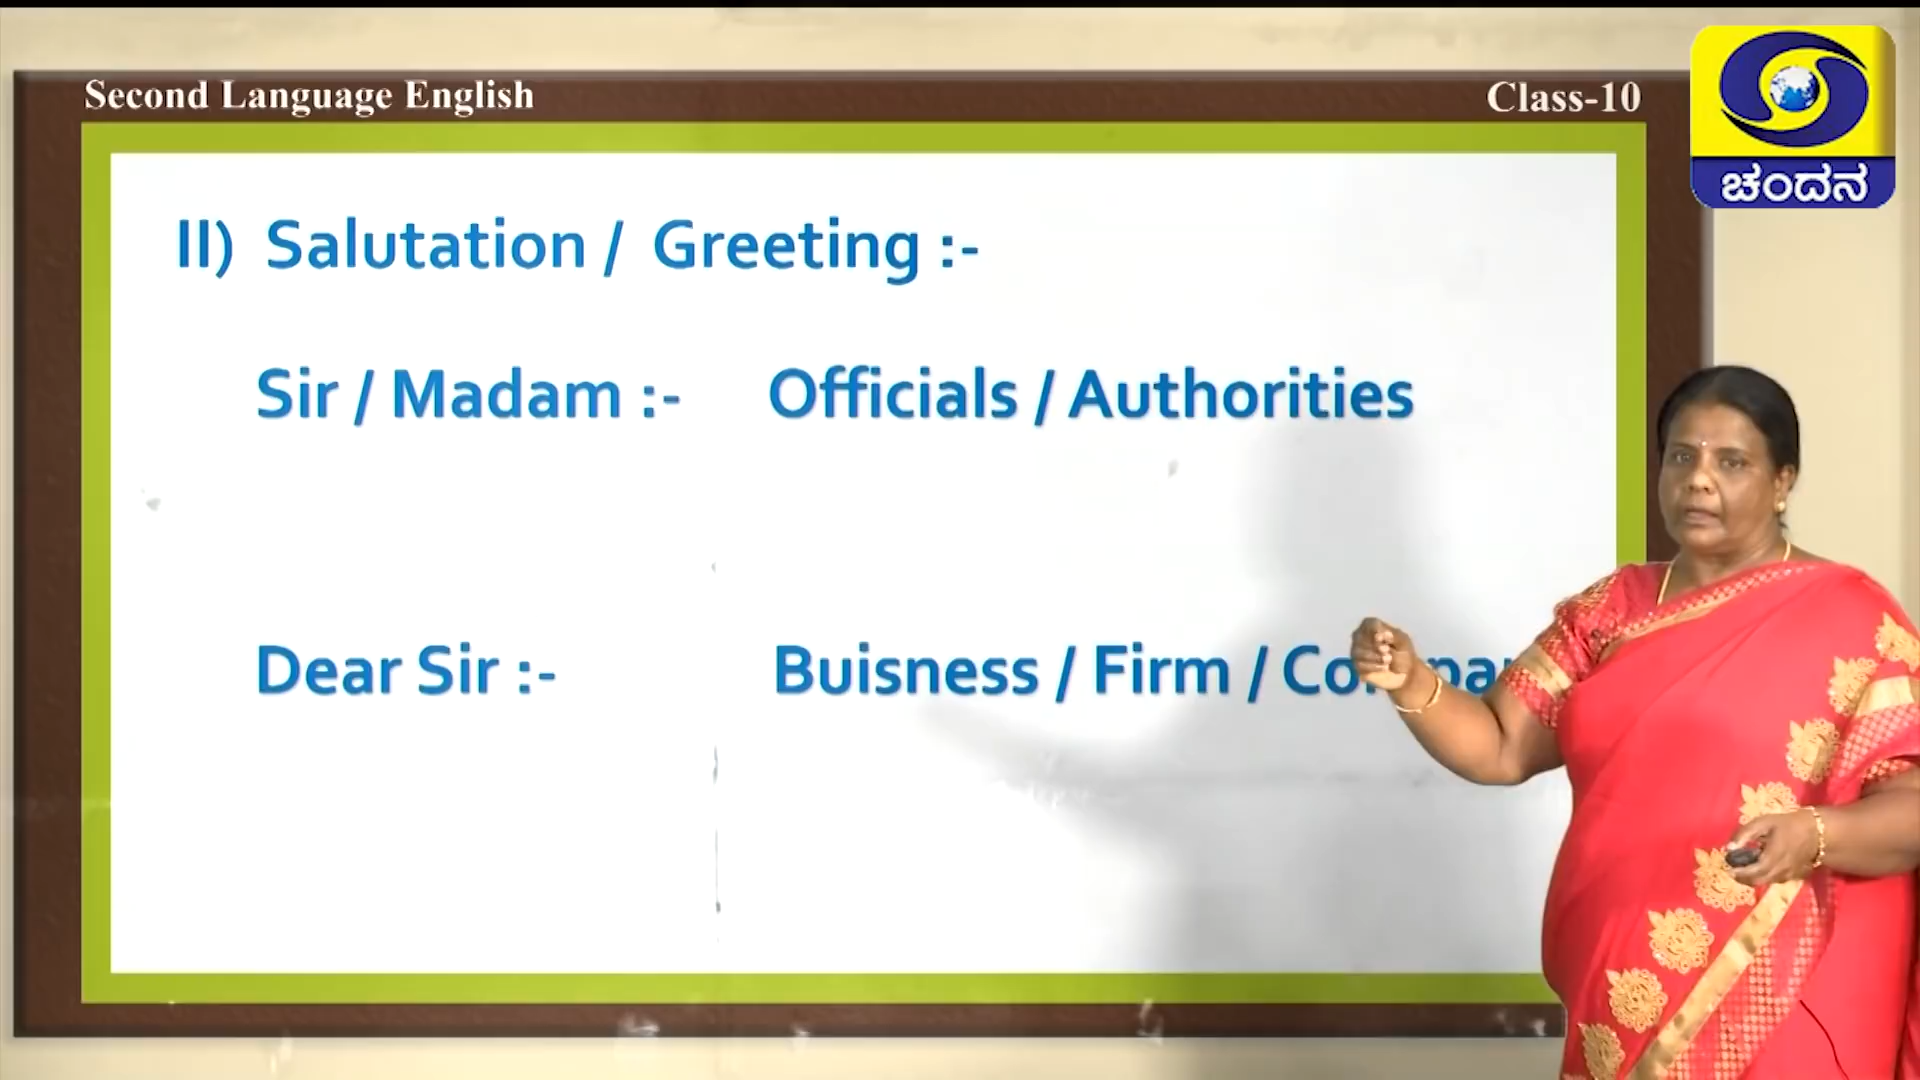 Second Language English
Class-10
ಚಂದನ
II) Salutation / Greeting :-
Sir / Madam :- Officials / Authorities
Dear Sir :- Buisness / Firm /